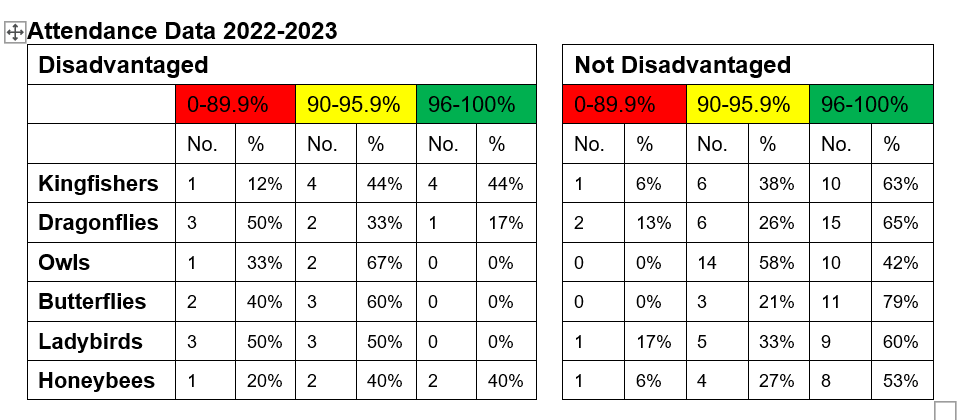 Attendance Data 2022-2023
Disadvantaged Not Disadvantaged
0-89.9% 90-95.9% 96-100% 0-89.9% 90-95.9% 96-100%
No. % No. % No. % No. % No. % No. %
Kingfishers 1 12% 4 44% 4 44% 1 6% 6 38% 10 63%
Dragonflies 3 50% 2 33% 1 17% 2 13% 6 26% 15 65%
Owls 1 33% 2 67% 0 0% 0 0% 14 58% 10 42%
Butterflies 2 40% 3 60% 0 0% 0 0% 3 21% 11 79%
Ladybirds 3 50% 3 50% 0 0% 1 17% 5 33% 9 60%
Honeybees 1 20% 2 40% 2 40% 1 6% 4 27% 8 53%